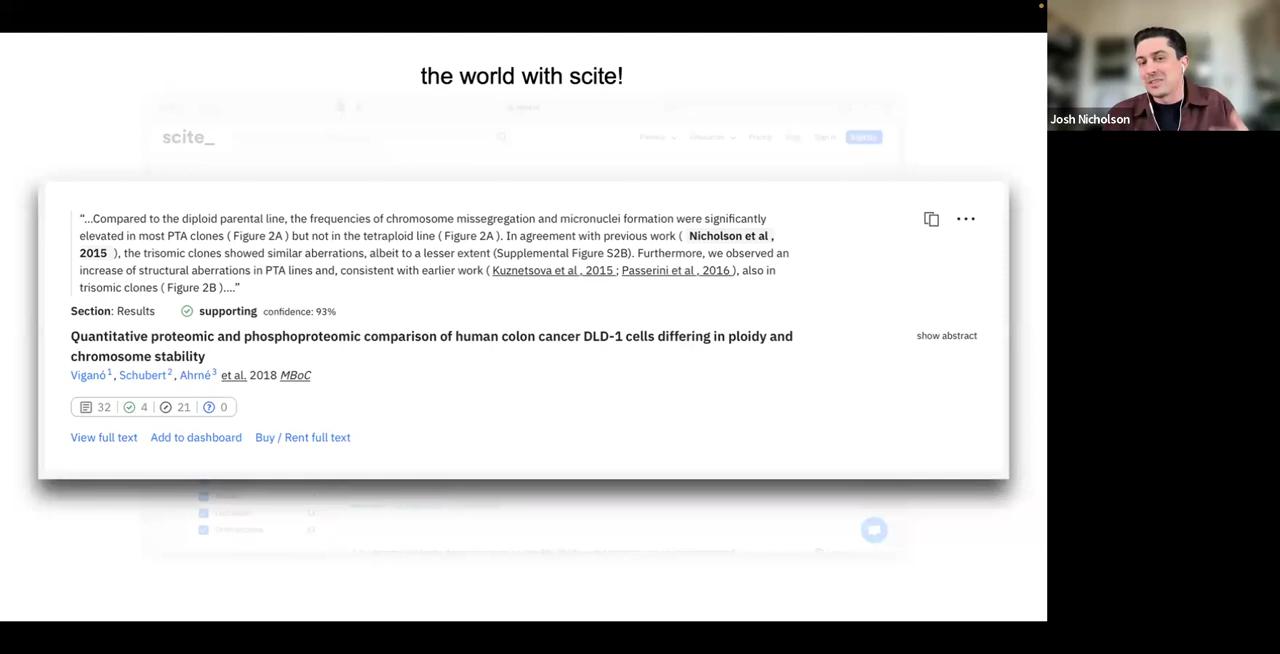 the world with scite!
scite_
Pricing
“...Compared to the diploid parental line, the frequencies of chromosome missegregation and micronuclei formation were significantly
elevated in most PTA clones ( Figure 2A ) but not in the tetraploid line ( Figure 2A ). In agreement with previous work ( Nicholson et al ,
2015 ), the trisomic clones showed similar aberrations, albeit to a lesser extent (Supplemental Figure S2B). Furthermore, we observed an
increase of structural aberrations in PTA lines and, consistent with earlier work ( Kuznetsova et al , 2015 ; Passerini et al , 2016 ), also in
trisomic clones ( Figure 2B )....”
Section: Results supporting confidence: 93%
Quantitative proteomic and phosphoproteomic comparison of human colon cancer DLD-1 cells differing in ploidy and
chromosome stability
show abstract
Viganó1, Schubert2, Ahrné3 et al. 2018 MBoC
32 4 21 0
View full text Add to dashboard Buy / Rent full text
Josh Nicholson